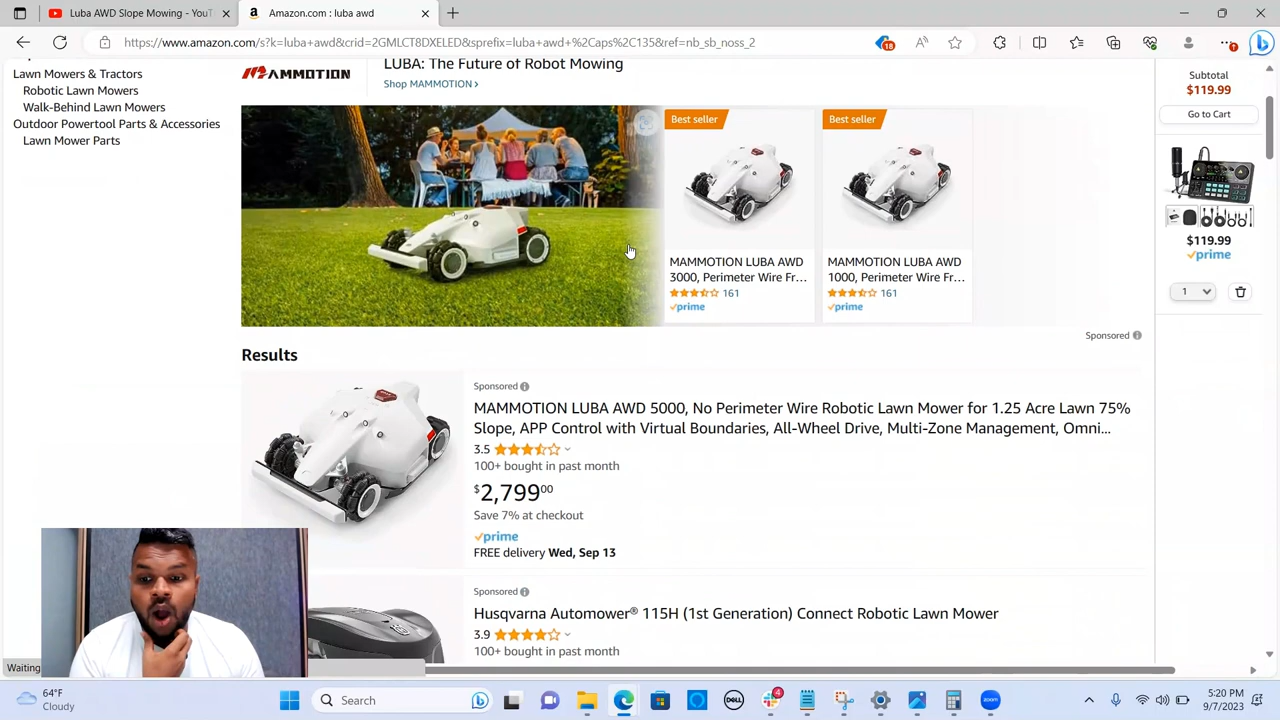 Luba AWD Slope Mowing - YouT
Amazon.com : luba awd
https://www.amazon.com/s?k=luba+awd&crid=2GMLCT8DXELED&sprefix=luba+awd+%2Caps%2C135&ref=nb_sb_noss_2
18
Lawn Mowers & Tractors
Robotic Lawn Mowers
Walk-Behind Lawn Mowers
Outdoor Powertool Parts & Accessories
Lawn Mower Parts
MAMMOTION
LUBA: The Future of Robot Mowing
Shop MAMMOTION ›
Best seller
MAMMOTION LUBA AWD
3000, Perimeter Wire Fr...
161
prime
Best seller
MAMMOTION LUBA AWD
1000, Perimeter Wire Fr...
161
prime
Sponsored
Results
Sponsored
MAMMOTION LUBA AWD 5000, No Perimeter Wire Robotic Lawn Mower for 1.25 Acre Lawn 75%
Slope, APP Control with Virtual Boundaries, All-Wheel Drive, Multi-Zone Management, Omni...
3.5
100+ bought in past month
$2,79900
Save 7% at checkout
prime
FREE delivery Wed, Sep 13
Sponsored
Husqvarna Automower® 115H (1st Generation) Connect Robotic Lawn Mower
3.9
100+ bought in past month
Subtotal
$119.99
Go to Cart
$119.99
prime
1
Waiting
64°F
Cloudy
Search
DELL
4
zoom
5:20 PM
9/7/2023